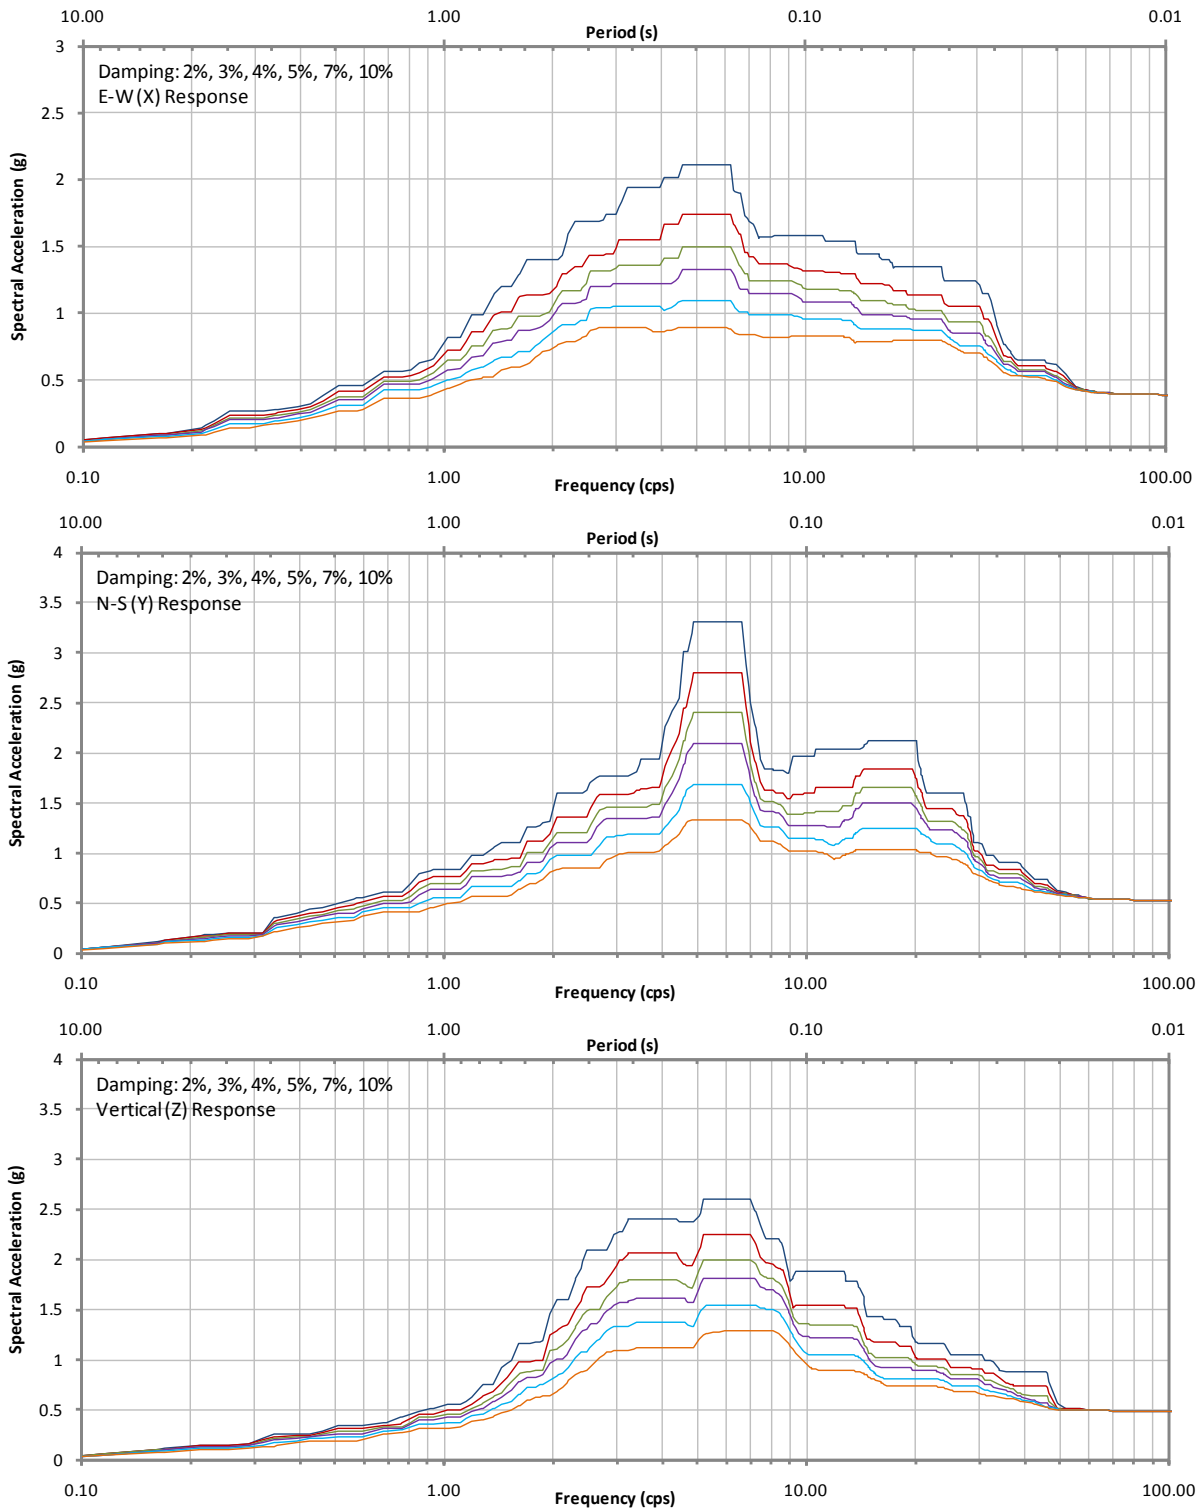 10.00 1.00 0.10 0.01
Period (s)
3
Damping: 2%, 3%, 4%, 5%, 7%, 10%
E-W (X) Response
2.5
2
Spectral Acceleration (g)
1.5
1
0.5
0
0.10 1.00 10.00 100.00
Frequency (cps)
10.00 1.00 0.10 0.01
Period (s)
4
Damping: 2%, 3%, 4%, 5%, 7%, 10%
N-S (Y) Response
3.5
3
2.5
Spectral Acceleration (g)
2
1.5
1
0.5
0
0.10 1.00 10.00 100.00
Frequency (cps)
10.00 1.00 0.10 0.01
Period (s)
4
Damping: 2%, 3%, 4%, 5%, 7%, 10%
Vertical (Z) Response
3.5
3
2.5
Spectral Acceleration (g)
2
1.5
1
0.5
0
0.10 1.00 10.00 100.00
Frequency (cps)